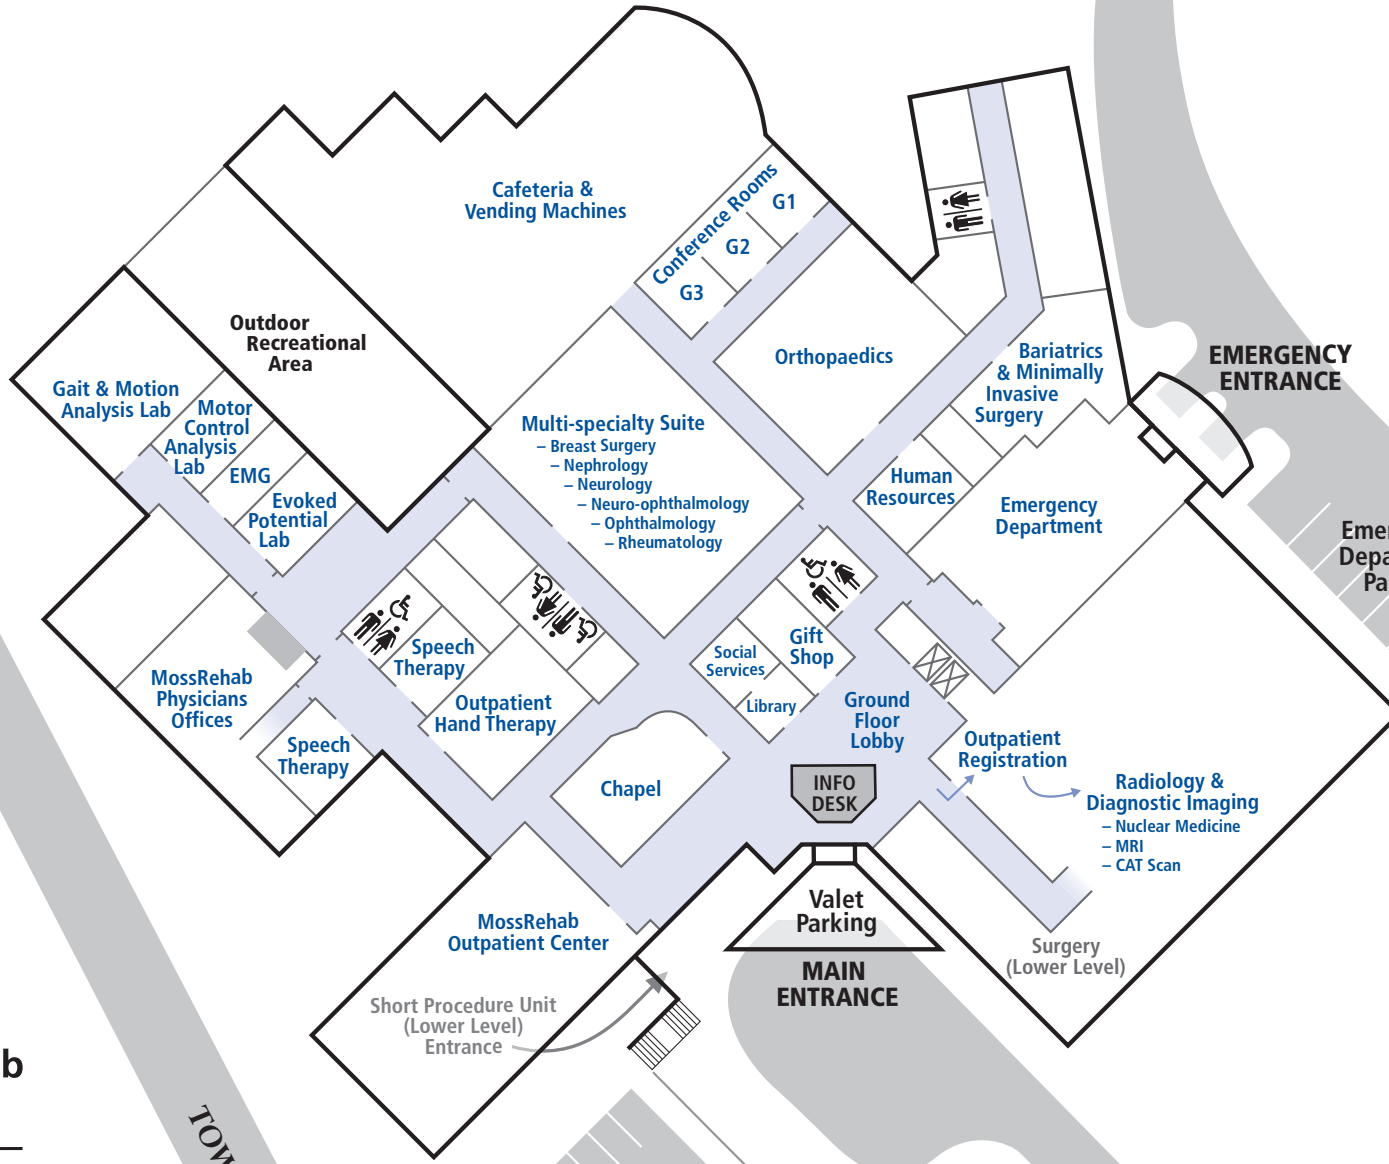 Cafeteria &
Vending Machines
Conference Rooms
G1
G2
G3
Outdoor
Recreational
Area
Orthopaedics
Bariatrics
& Minimally
Invasive
Surgery
EMERGENCY
ENTRANCE
Gait & Motion
Analysis Lab
Motor
Control
Analysis
Lab
EMG
Evoked
Potential
Lab
Multi-specialty Suite
– Breast Surgery
– Nephrology
– Neurology
– Neuro-ophthalmology
– Ophthalmology
– Rheumatology
Human
Resources
Emergency
Department
Emer
Depa
Pa
MossRehab
Physicians
Offices
Speech
Therapy
Speech
Therapy
Outpatient
Hand Therapy
Social
Services
Gift
Shop
Library
Ground
Floor
Lobby
Chapel
INFO
DESK
Outpatient
Registration
Radiology &
Diagnostic Imaging
– Nuclear Medicine
– MRI
– CAT Scan
Valet
Parking
MAIN
ENTRANCE
Surgery
(Lower Level)
MossRehab
Outpatient Center
Short Procedure Unit
(Lower Level)
Entrance
b
TOW